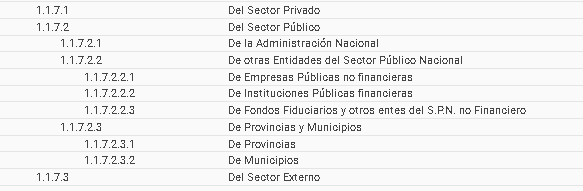 1.1.7.1 Del Sector Privado
1.1.7.2 Del Sector Público
1.1.7.2.1 De la Administración Nacional
1.1.7.2.2 De otras Entidades del Sector Público Nacional
1.1.7.2.2.1 De Empresas Públicas no financieras
1.1.7.2.2.2 De Instituciones Públicas financieras
1.1.7.2.2.3 De Fondos Fiduciarios y otros entes del S.P.N. no Financiero
1.1.7.2.3 De Provincias y Municipios
1.1.7.2.3.1 De Provincias
1.1.7.2.3.2 De Municipios
1.1.7.3 Del Sector Externo